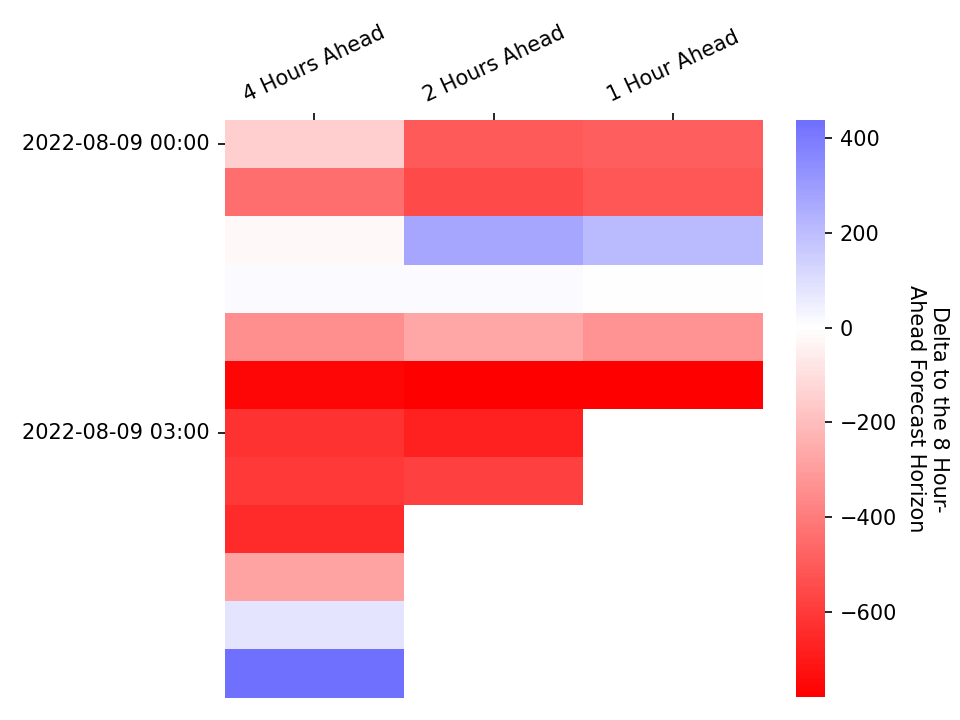 4 Hours Ahead
2 Hours Ahead
1 Hour Ahead
2022-08-09 00:00
2022-08-09 03:00
400
200
0
−200
−400
−600
Delta to the 8 Hour-
Ahead Forecast Horizon